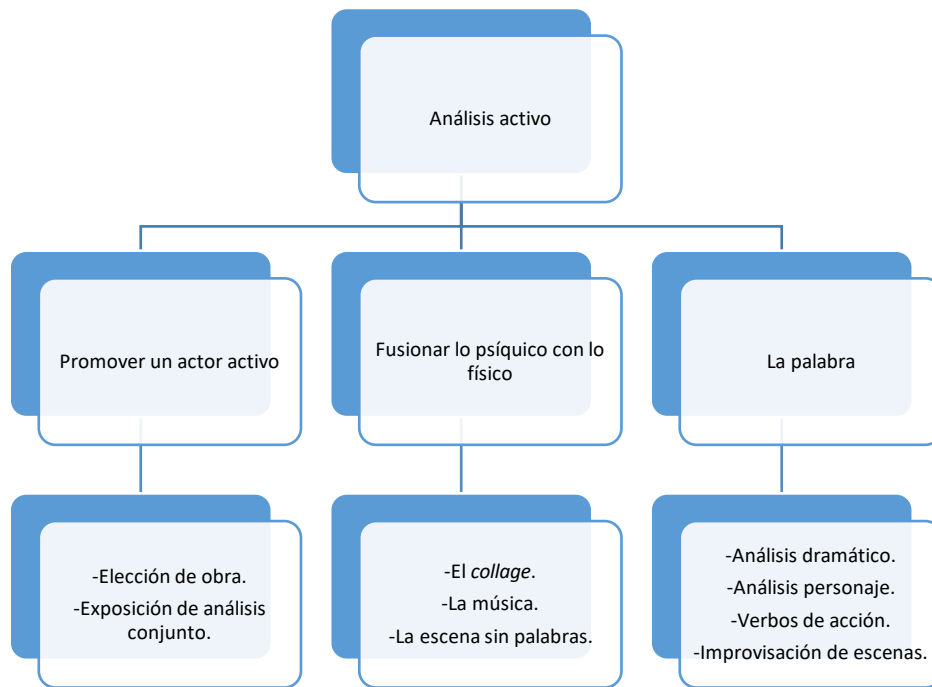 Análisis activo
Promover un actor activo
Fusionar lo psíquico con lo
físico
La palabra
-Elección de obra.
-Exposición de análisis
conjunto.
-El collage.
-La música.
-La escena sin palabras.
-Análisis dramático.
-Análisis personaje.
-Verbos de acción.
-Improvisación de escenas.